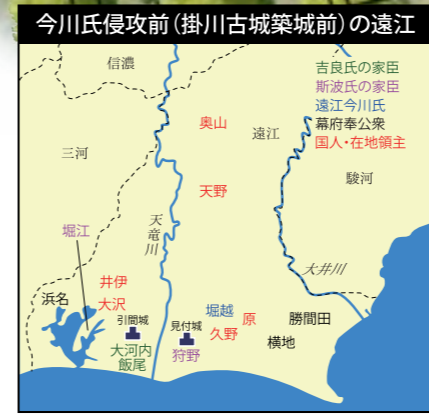 今川氏侵攻前(掛川古城築城前)の遠江
信濃
吉良氏の家臣
斯波氏の家臣
遠江今川氏
幕府奉公衆
国人・在地領主
奥山
遠江
三河
駿河
天野
堀江
天竜川
大井川
井伊
浜名
大沢
引間城
見付城
堀越
原
勝間田
大河内
飯尾
狩野
久野
横地